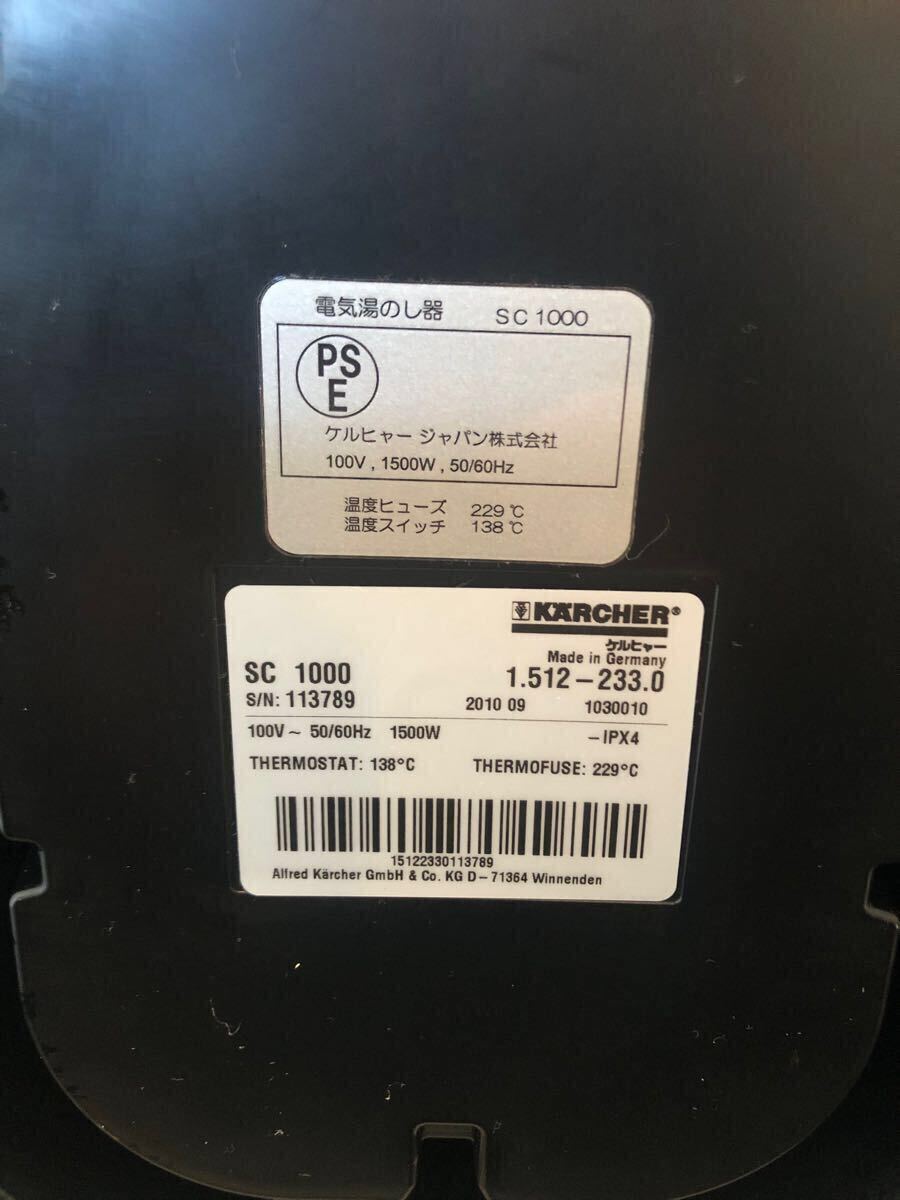 電気湯のし器 SC 1000
PS
E
ケルヒャー ジャパン株式会社
100V , 1500W , 50/60Hz
温度ヒューズ 229℃
温度スイッチ 138℃
KÄRCHER®
ケルヒャー
Made in Germany
SC 1000 1.512-233.0
S/N: 113789 2010 09 1030010
100V~ 50/60Hz 1500W -IPX4
THERMOSTAT: 138°C THERMOFUSE: 229°C
15122330113789
Alfred Kärcher GmbH & Co. KG D-71364 Winnenden